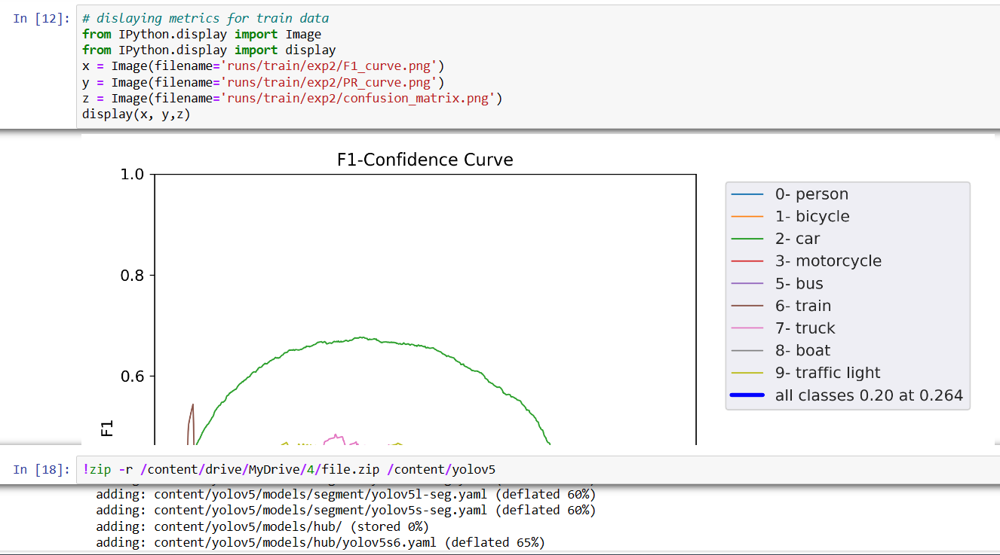 In [12]: # dislaying metrics for train data
from IPython.display import Image
from IPython.display import display
x = Image(filename='runs/train/exp2/F1_curve.png')
y = Image(filename='runs/train/exp2/PR_curve.png')
z = Image(filename='runs/train/exp2/confusion_matrix.png')
display(x, y,z)
F1-Confidence Curve
1.0
0.8
0.6
F1
0- person
1- bicycle
2- car
3- motorcycle
5- bus
6- train
7- truck
8- boat
9- traffic light
all classes 0.20 at 0.264
In [18]: !zip -r /content/drive/MyDrive/4/file.zip /content/yolov5
adding: content/yolov5/models/segment/yolov5l-seg.yaml (deflated 60%)
adding: content/yolov5/models/segment/yolov5s-seg.yaml (deflated 60%)
adding: content/yolov5/models/hub/ (stored 0%)
adding: content/yolov5/models/hub/yolov5s6.yaml (deflated 65%)